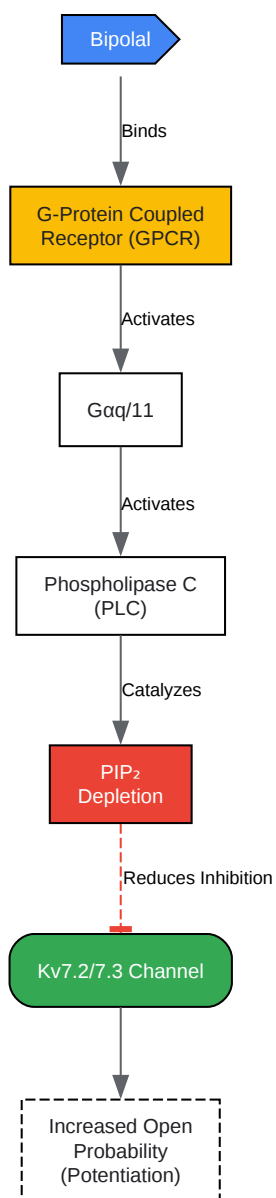 Bipolal
Binds
G-Protein Coupled
Receptor (GPCR)
Activates
Gαq/11
Activates
Phospholipase C
(PLC)
Catalyzes
PIP₂
Depletion
Reduces Inhibition
Kv7.2/7.3 Channel
Increased Open
Probability
(Potentiation)